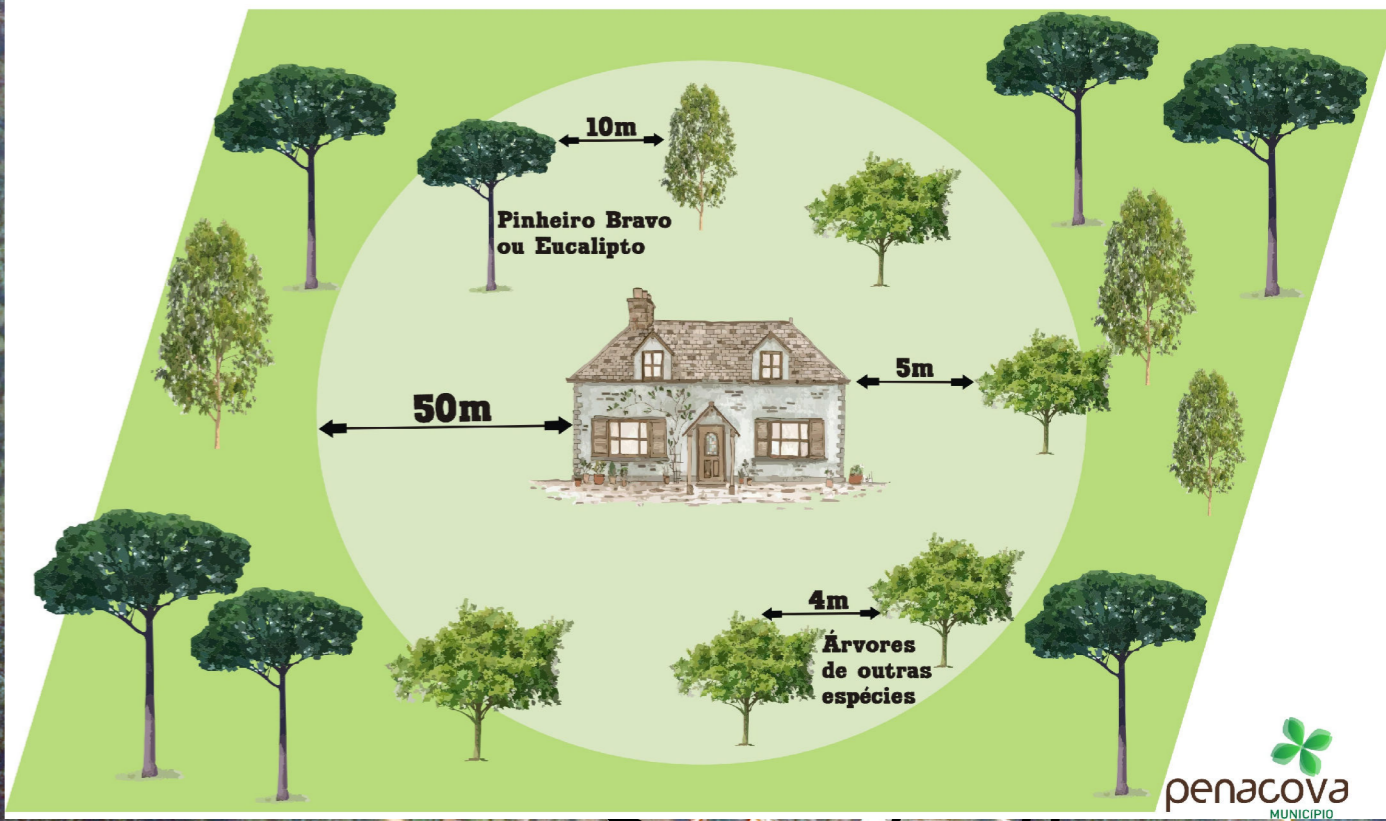 10m
Pinheiro Bravo
ou Eucalipto
5m
50m
4m
Árvores
de outras
espécies
penacova
MUNICÍPIO